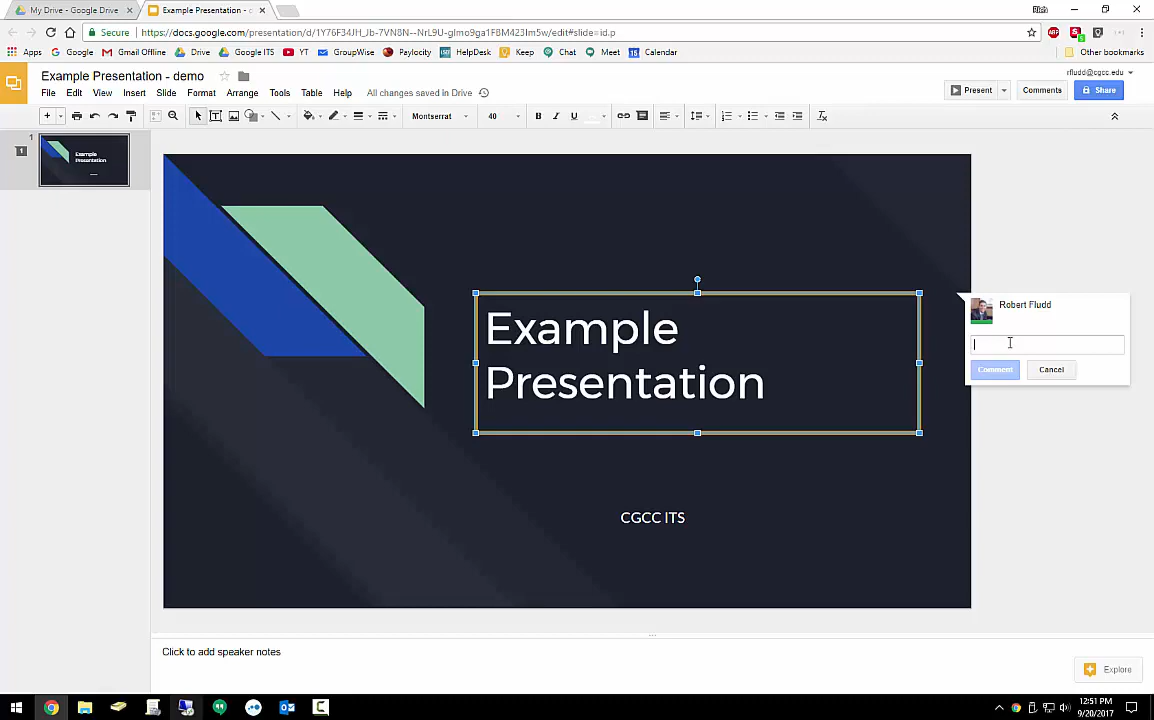 My Drive - Google Drive
Example Presentation - d
Secure
https://docs.google.com/presentation/d/1Y76F34JH_Jb-7VN8N--NrL9U-glmo9ga1F8M423Im5w/edit#slide=id.p
Apps
Google
Gmail Offline
Drive
Google ITS
YT
GroupWise
Paylocity
HelpDesk
Keep
Chat
Meet
Calendar
Other bookmarks
Example Presentation - demo
rfludd@cgcc.edu
File Edit View Insert Slide Format Arrange Tools Table Help
All changes saved in Drive
Present
Comments
Share
Montserrat
40
B I U
1
Example
Presentation
Example
Presentation
CGCC ITS
Robert Fludd
Comment
Cancel
Click to add speaker notes
Explore
12:51 PM
9/20/2017